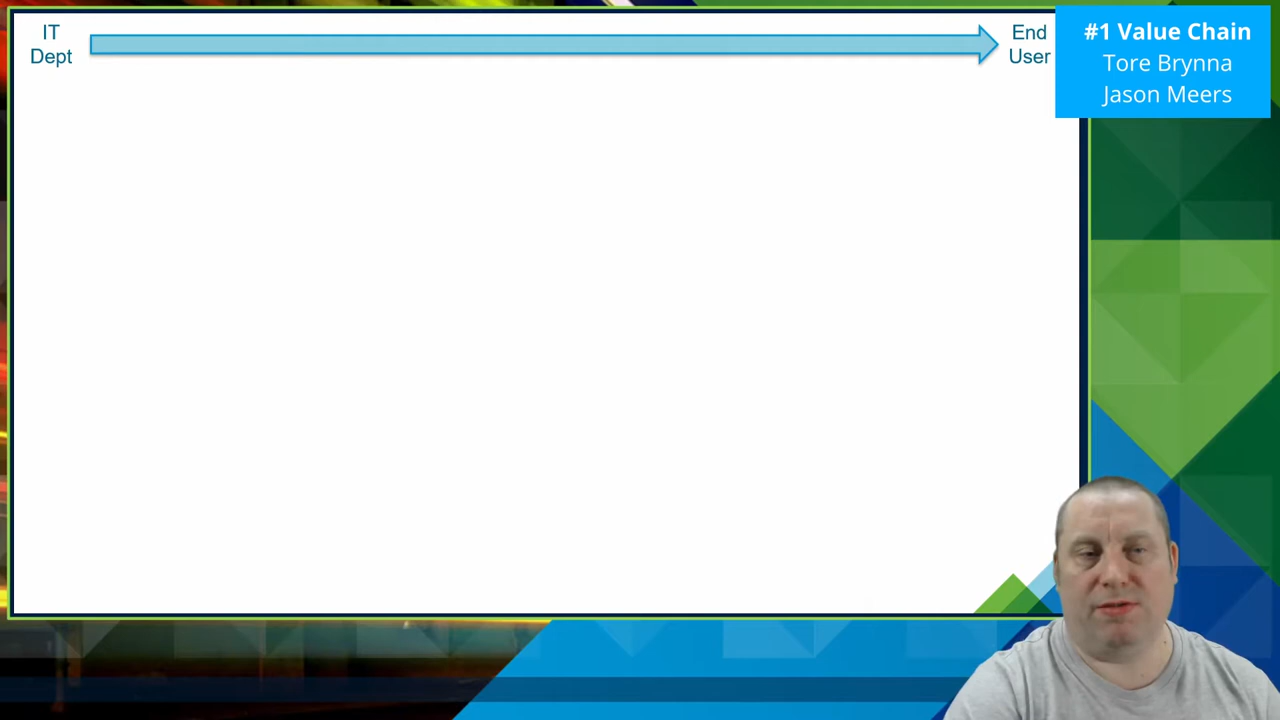 IT
Dept
End
User
#1 Value Chain
Tore Brynna
Jason Meers